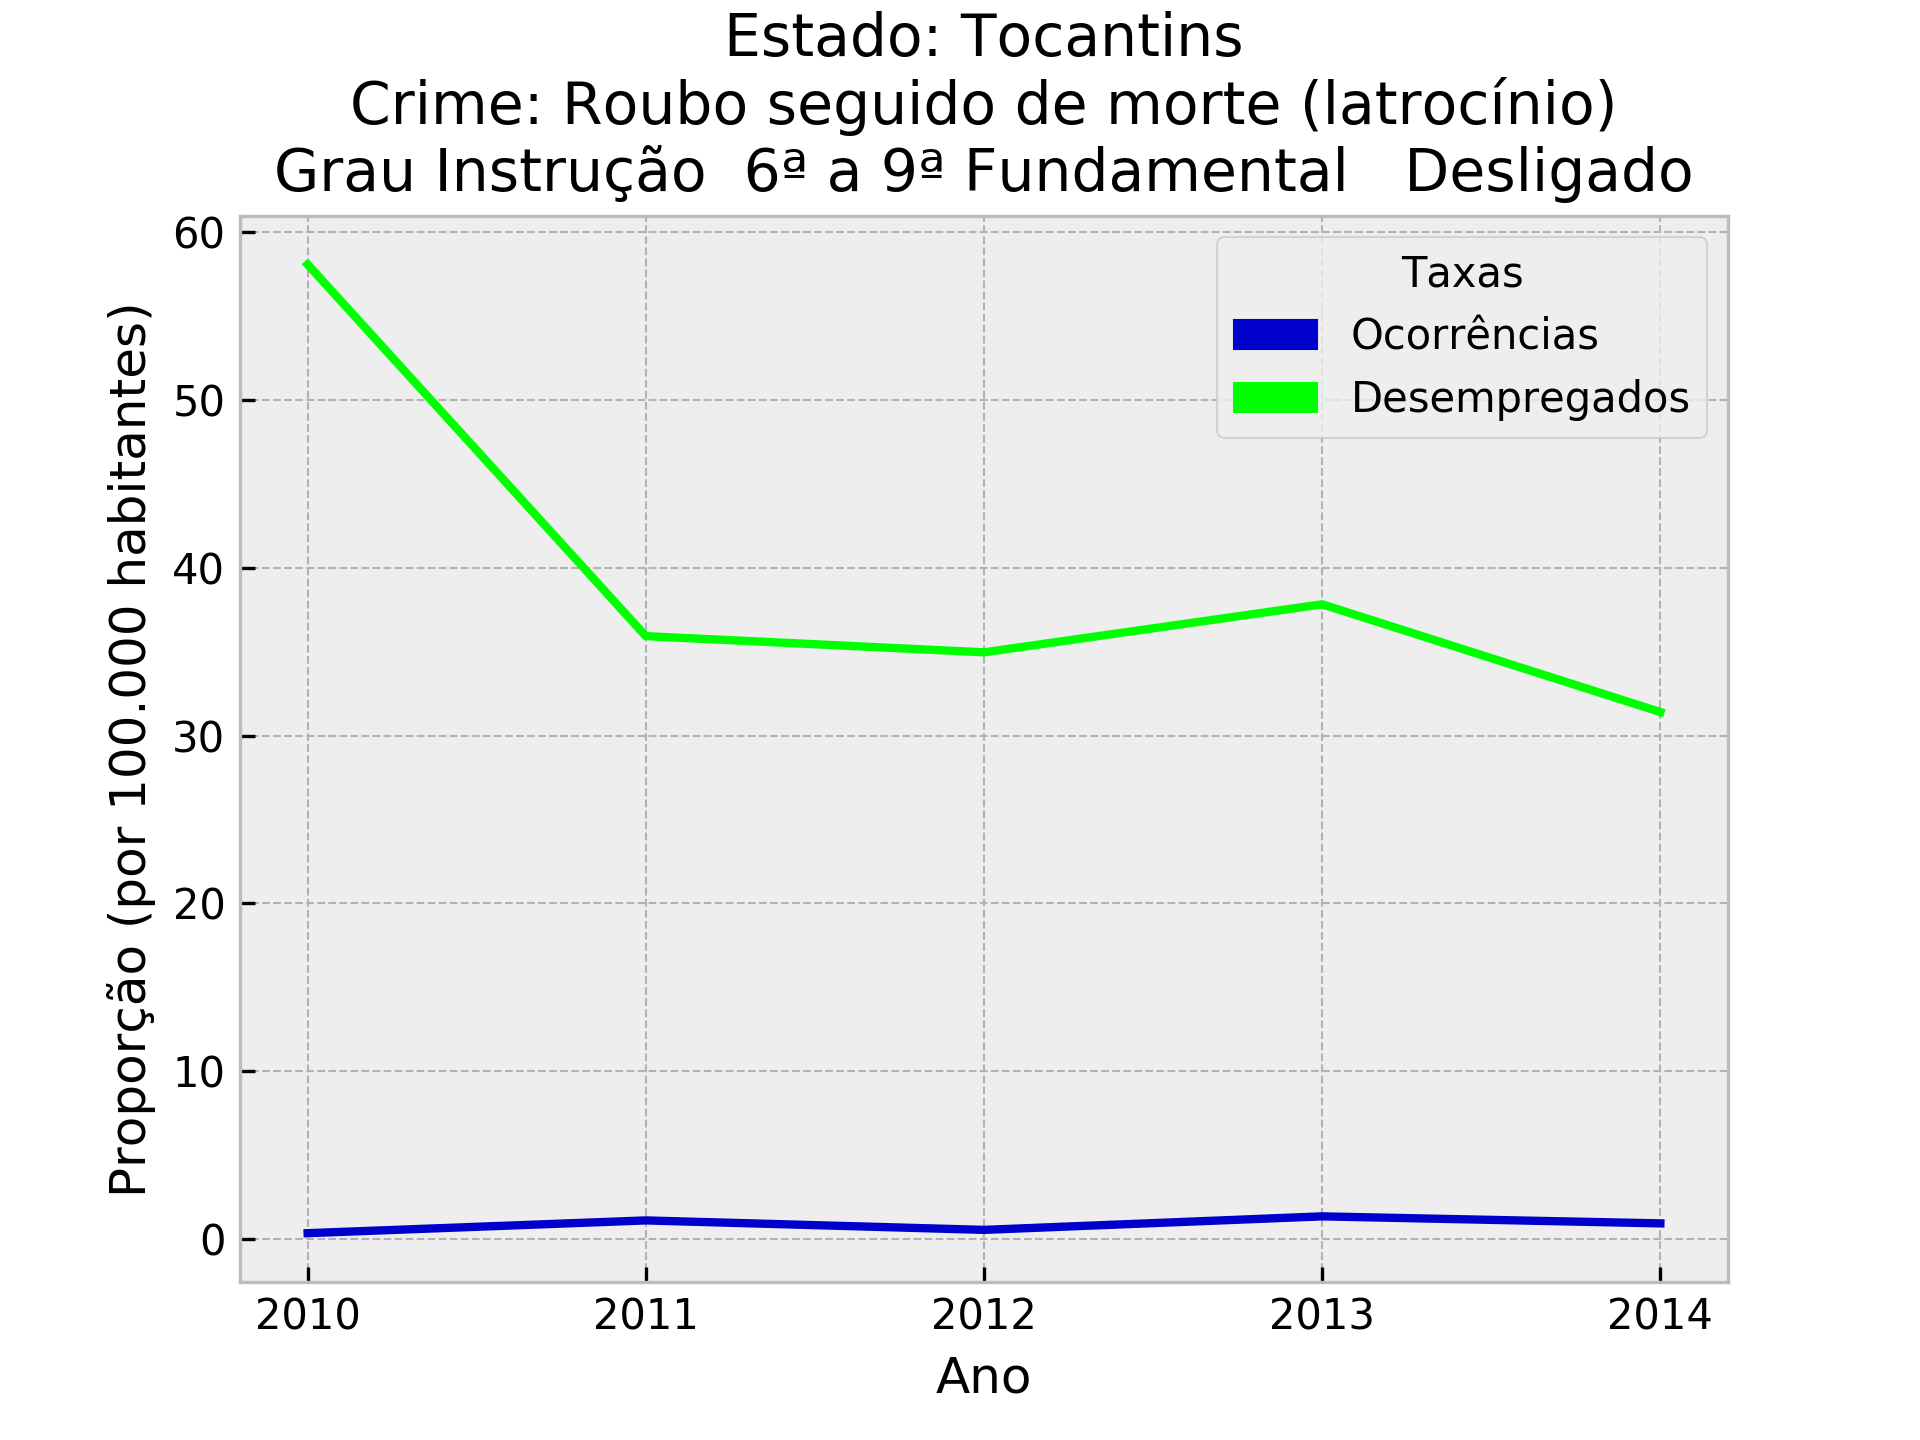 Estado: Tocantins
Crime: Roubo seguido de morte (latrocínio)
Grau Instrução  6ª a 9ª Fundamental   Desligado
Proporção (por 100.000 habitantes)
60
50
40
30
20
10
0
Taxas
Ocorrências
Desempregados
2010 2011 2012 2013 2014
Ano